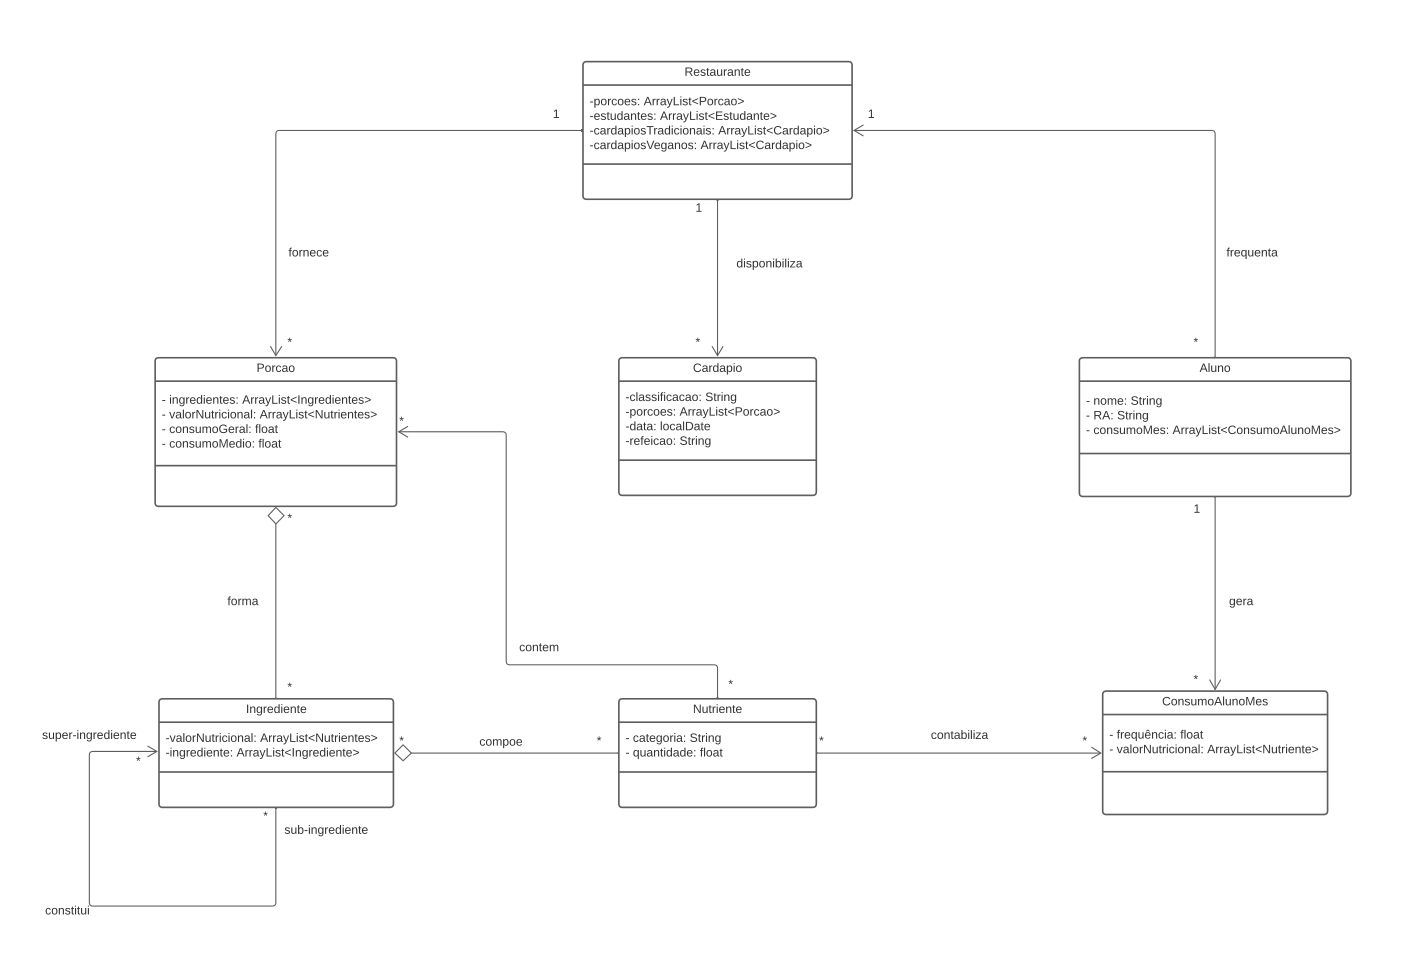 Restaurante
-porcoes: ArrayList<Porcao>
-estudantes: ArrayList<Estudante>
-cardapiosTradicionais: ArrayList<Cardapio>
-cardapiosVeganos: ArrayList<Cardapio>
1
1
1
fornece
disponibiliza
frequenta
*
*
*
Porcao
- ingredientes: ArrayList<Ingredientes>
- valorNutricional: ArrayList<Nutrientes>
- consumoGeral: float
- consumoMedio: float
*
*
Cardapio
-classificacao: String
-porcoes: ArrayList<Porcao>
-data: localDate
-refeicao: String
Aluno
- nome: String
- RA: String
- consumoMes: ArrayList<ConsumoAlunoMes>
1
forma
contem
gera
*
*
*
Ingrediente
-valorNutricional: ArrayList<Nutrientes>
-ingrediente: ArrayList<Ingrediente>
super-ingrediente
*
*
sub-ingrediente
constitui
*
compoe
*
Nutriente
- categoria: String
- quantidade: float
*
contabiliza
*
ConsumoAlunoMes
- frequência: float
- valorNutricional: ArrayList<Nutriente>